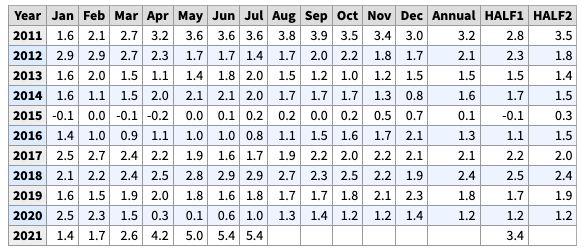 Year Jan Feb Mar Apr May Jun Jul Aug Sep Oct Nov Dec Annual HALF1 HALF2
2011 1.6 2.1 2.7 3.2 3.6 3.6 3.6 3.8 3.9 3.5 3.4 3.0 3.2 2.8 3.5
2012 2.9 2.9 2.7 2.3 1.7 1.7 1.4 1.7 2.0 2.2 1.8 1.7 2.1 2.3 1.8
2013 1.6 2.0 1.5 1.1 1.4 1.8 2.0 1.5 1.2 1.0 1.2 1.5 1.5 1.5 1.4
2014 1.6 1.1 1.5 2.0 2.1 2.1 2.0 1.7 1.7 1.7 1.3 0.8 1.6 1.7 1.5
2015 -0.1 0.0 -0.1 -0.2 0.0 0.1 0.2 0.2 0.0 0.2 0.5 0.7 0.1 -0.1 0.3
2016 1.4 1.0 0.9 1.1 1.0 1.0 0.8 1.1 1.5 1.6 1.7 2.1 1.3 1.1 1.5
2017 2.5 2.7 2.4 2.2 1.9 1.6 1.7 1.9 2.2 2.0 2.2 2.1 2.1 2.2 2.0
2018 2.1 2.2 2.4 2.5 2.8 2.9 2.9 2.7 2.3 2.5 2.2 1.9 2.4 2.5 2.4
2019 1.6 1.5 1.9 2.0 1.8 1.6 1.8 1.7 1.7 1.8 2.1 2.3 1.8 1.7 1.9
2020 2.5 2.3 1.5 0.3 0.1 0.6 1.0 1.3 1.4 1.2 1.2 1.4 1.2 1.2 1.2
2021 1.4 1.7 2.6 4.2 5.0 5.4 5.4 3.4